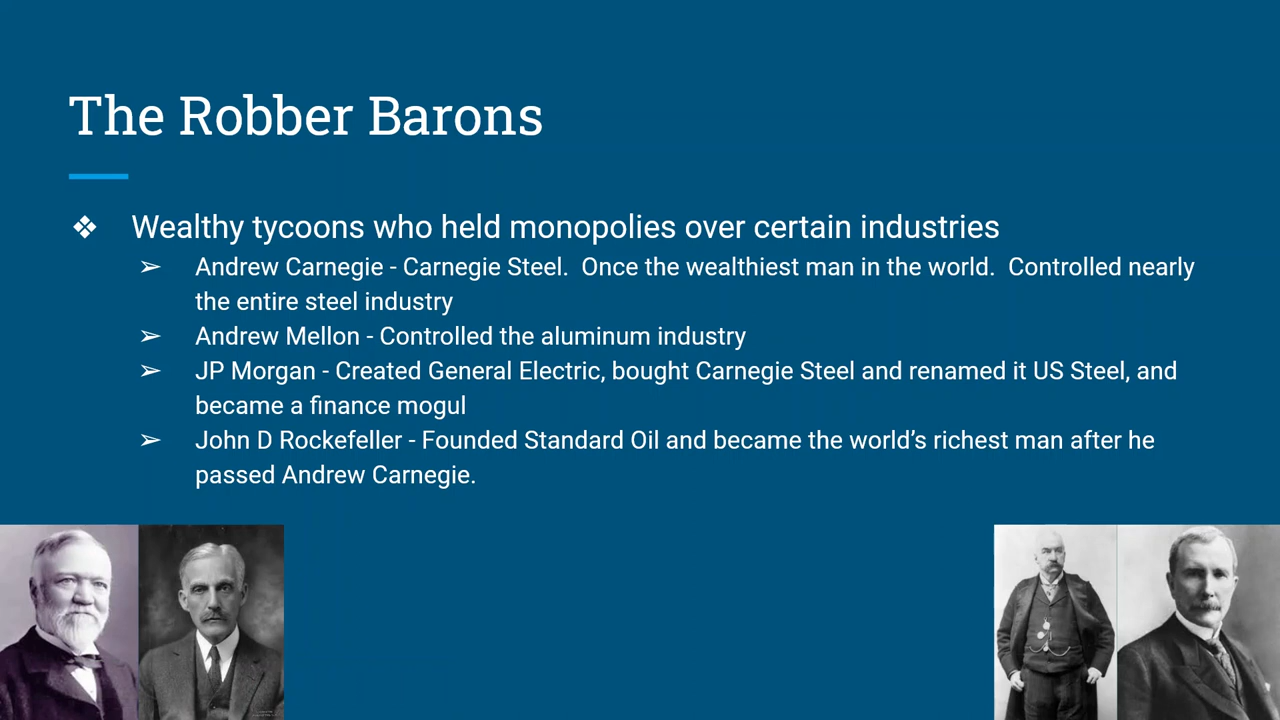 The Robber Barons
❖ Wealthy tycoons who held monopolies over certain industries
➢ Andrew Carnegie - Carnegie Steel.  Once the wealthiest man in the world.  Controlled nearly
the entire steel industry
➢ Andrew Mellon - Controlled the aluminum industry
➢ JP Morgan - Created General Electric, bought Carnegie Steel and renamed it US Steel, and
became a finance mogul
➢ John D Rockefeller - Founded Standard Oil and became the world’s richest man after he
passed Andrew Carnegie.